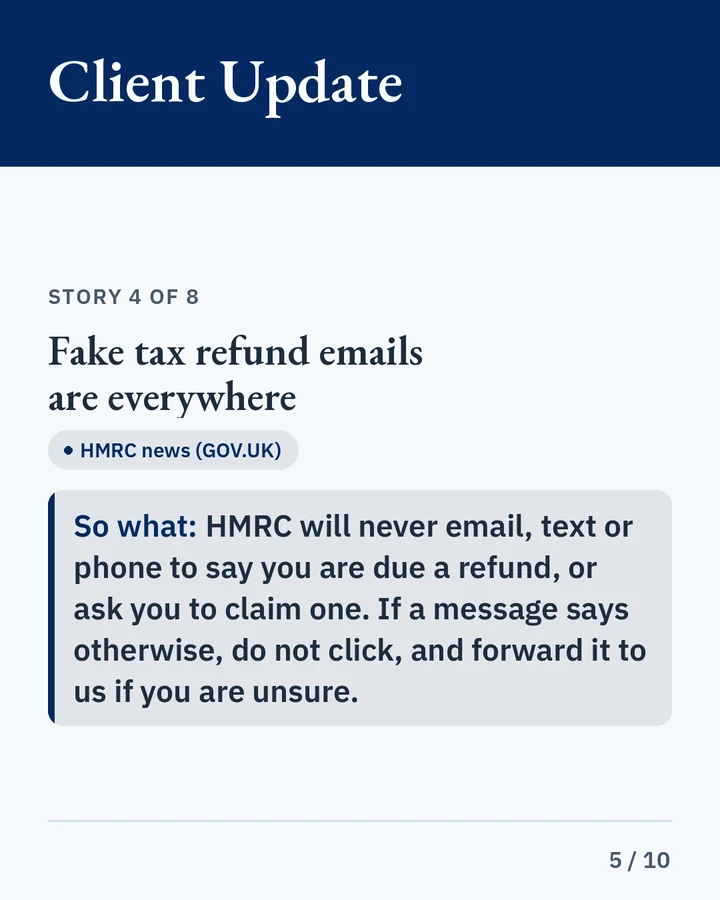 Client Update
STORY 4 OF 8
Fake tax refund emails
are everywhere
HMRC news (GOV.UK)
So what: HMRC will never email, text or
phone to say you are due a refund, or
ask you to claim one. If a message says
otherwise, do not click, and forward it to
us if you are unsure.
5 / 10